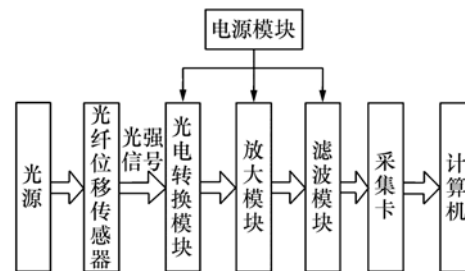 电源模块
光源
光纤位移传感器
光强
信号
光电转换模块
放大模块
滤波模块
采集卡
计算机